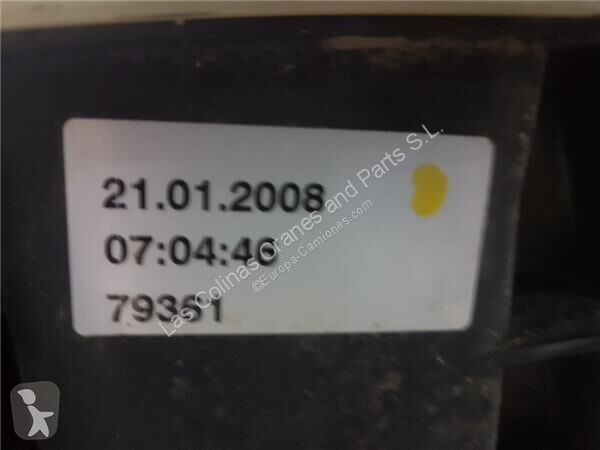 21.01.2008
07:04:46
79361
Las Colinas Cranes and Parts S.L.
©Europa-Camiones.com